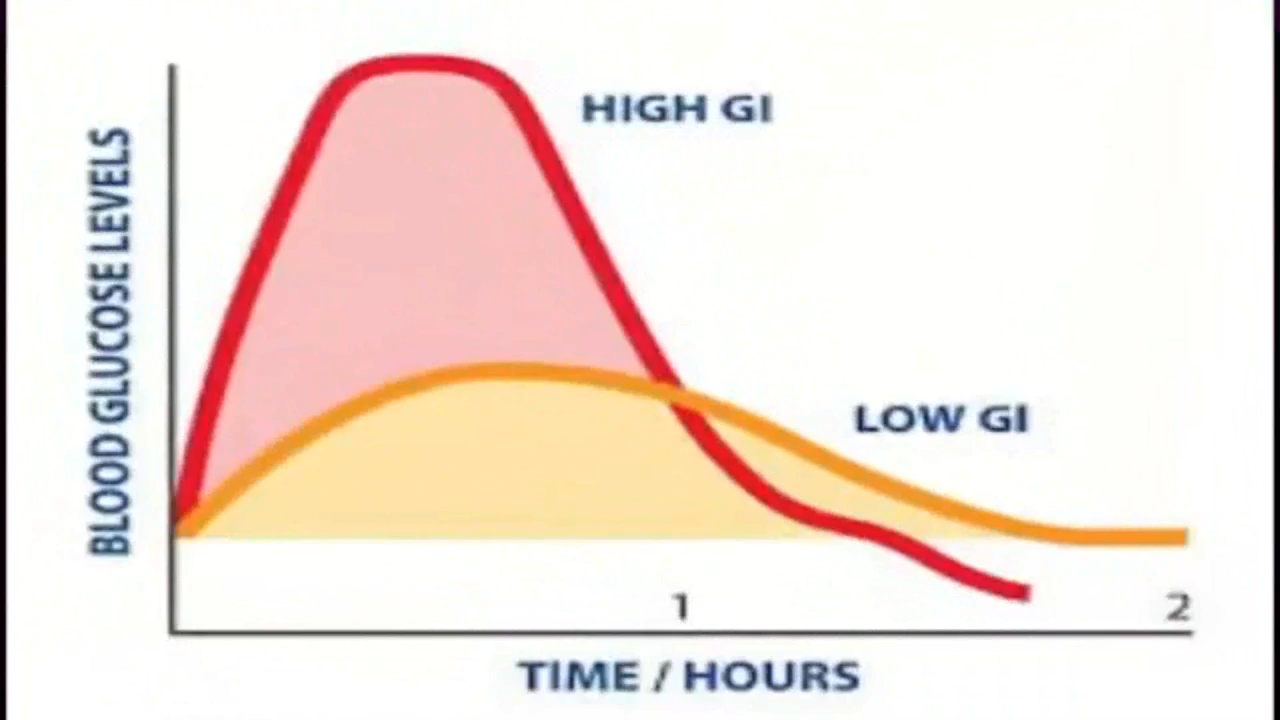 HIGH GI
BLOOD GLUCOSE LEVELS
LOW GI
1
2
TIME / HOURS